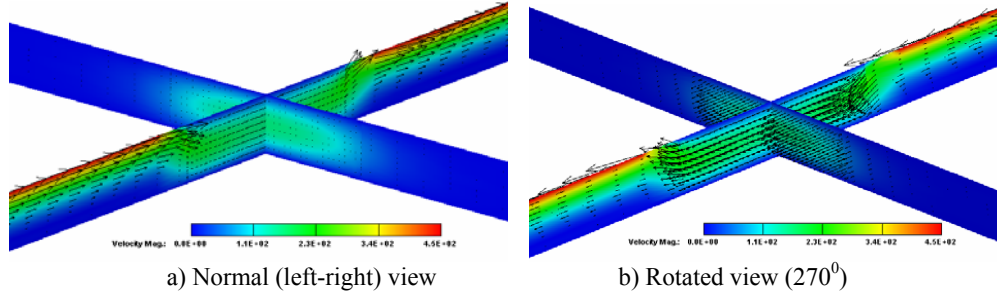 Velocity Mag.: 0.0E+00 1.1E+02 2.3E+02 3.4E+02 4.5E+02
Velocity Mag.: 0.0E+00 1.1E+02 2.3E+02 3.4E+02 4.5E+02
a) Normal (left-right) view
b) Rotated view (270⁰)